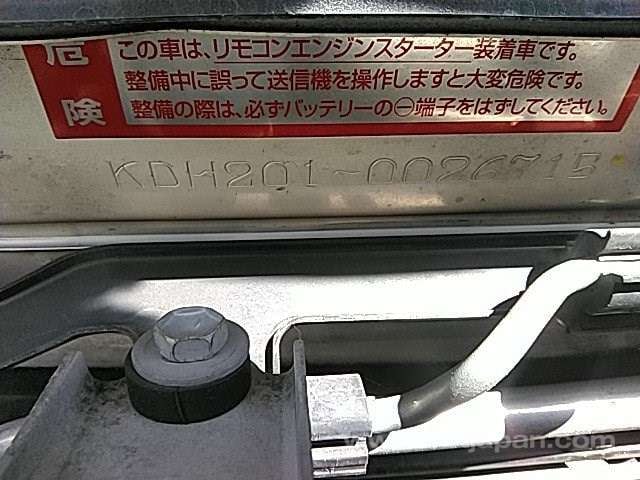 危険
この車は、リモコンエンジンスターター装着車です。
整備中に誤って送信機を操作しますと大変危険です。
整備の際は、必ずバッテリーの㊀端子をはずしてください。
KDH201-0026715
japan.com